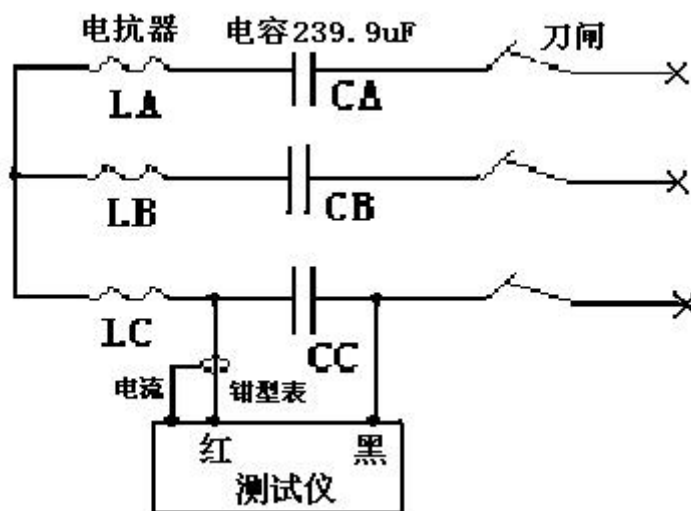 电抗器 电容239.9uF 刀闸
LA CA
LB CB
LC CC
电流 钳型表
红 黑
测试仪